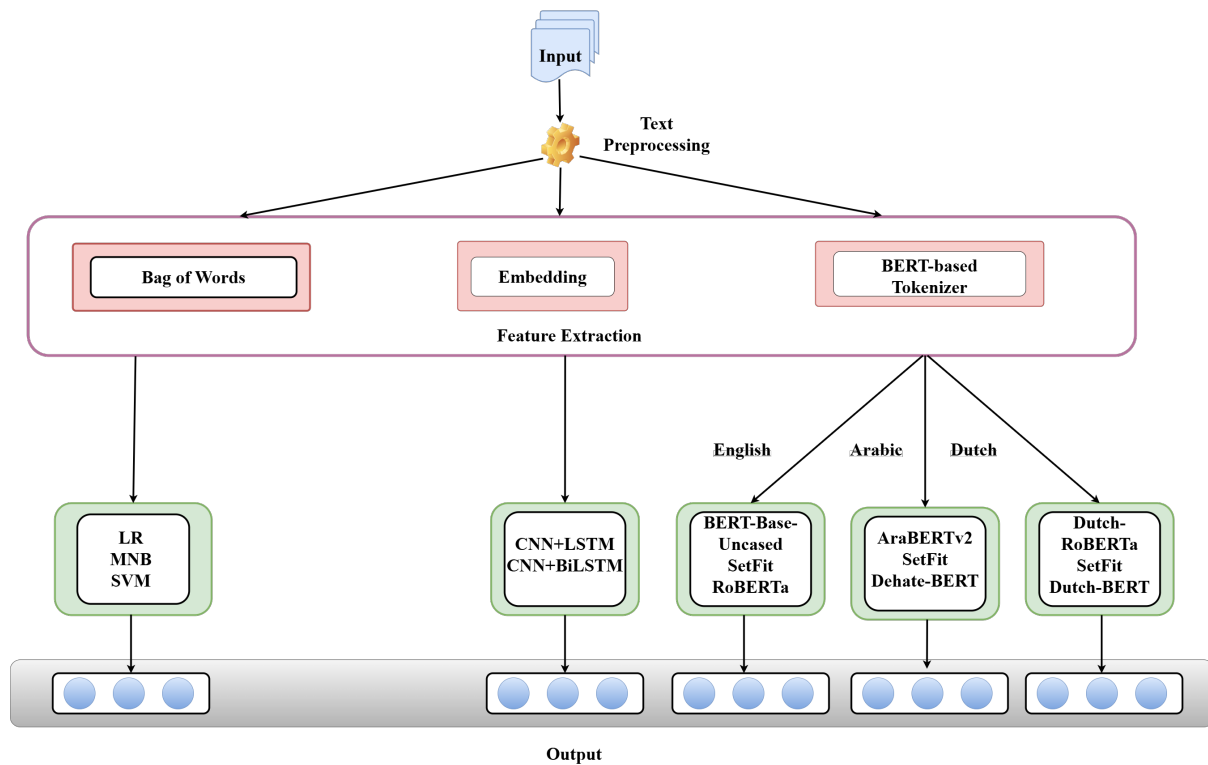 Input
Text
Preprocessing
Bag of Words
Embedding
BERT-based
Tokenizer
Feature Extraction
English
Arabic
Dutch
LR
MNB
SVM
CNN+LSTM
CNN+BiLSTM
BERT-Base-
Uncased
SetFit
RoBERTa
AraBERTv2
SetFit
Dehate-BERT
Dutch-
RoBERTa
SetFit
Dutch-BERT
Output